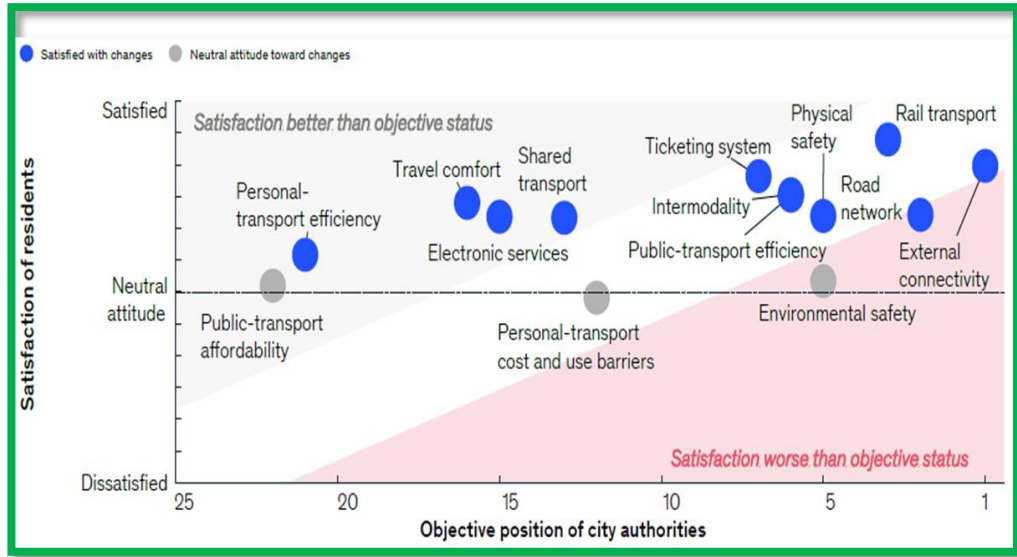 Satisfied with changes
Neutral attitude toward changes
Satisfaction of residents
Satisfied
Neutral
attitude
Dissatisfied
Satisfaction better than objective status
Personal-
transport efficiency
Public-transport
affordability
Travel comfort
Electronic services
Shared
transport
Personal-transport
cost and use barriers
Ticketing system
Intermodality
Public-transport efficiency
Physical
safety
Rail transport
Road
network
External
connectivity
Environmental safety
Satisfaction worse than objective status
25
20
15
10
5
1
Objective position of city authorities